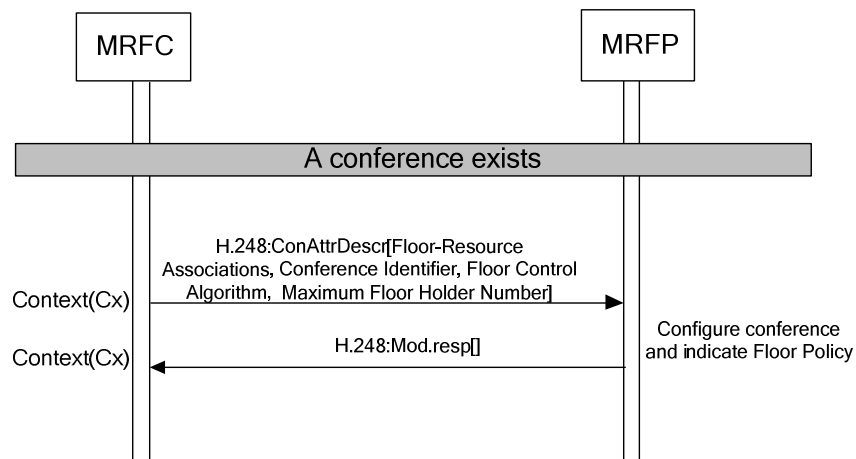 MRFC
MRFP
A conference exists
H.248:ConAttrDescr[Floor-Resource
Associations, Conference Identifier, Floor Control
Algorithm, Maximum Floor Holder Number]
Context(Cx)
Configure conference
and indicate Floor Policy
H.248:Mod.resp[]
Context(Cx)